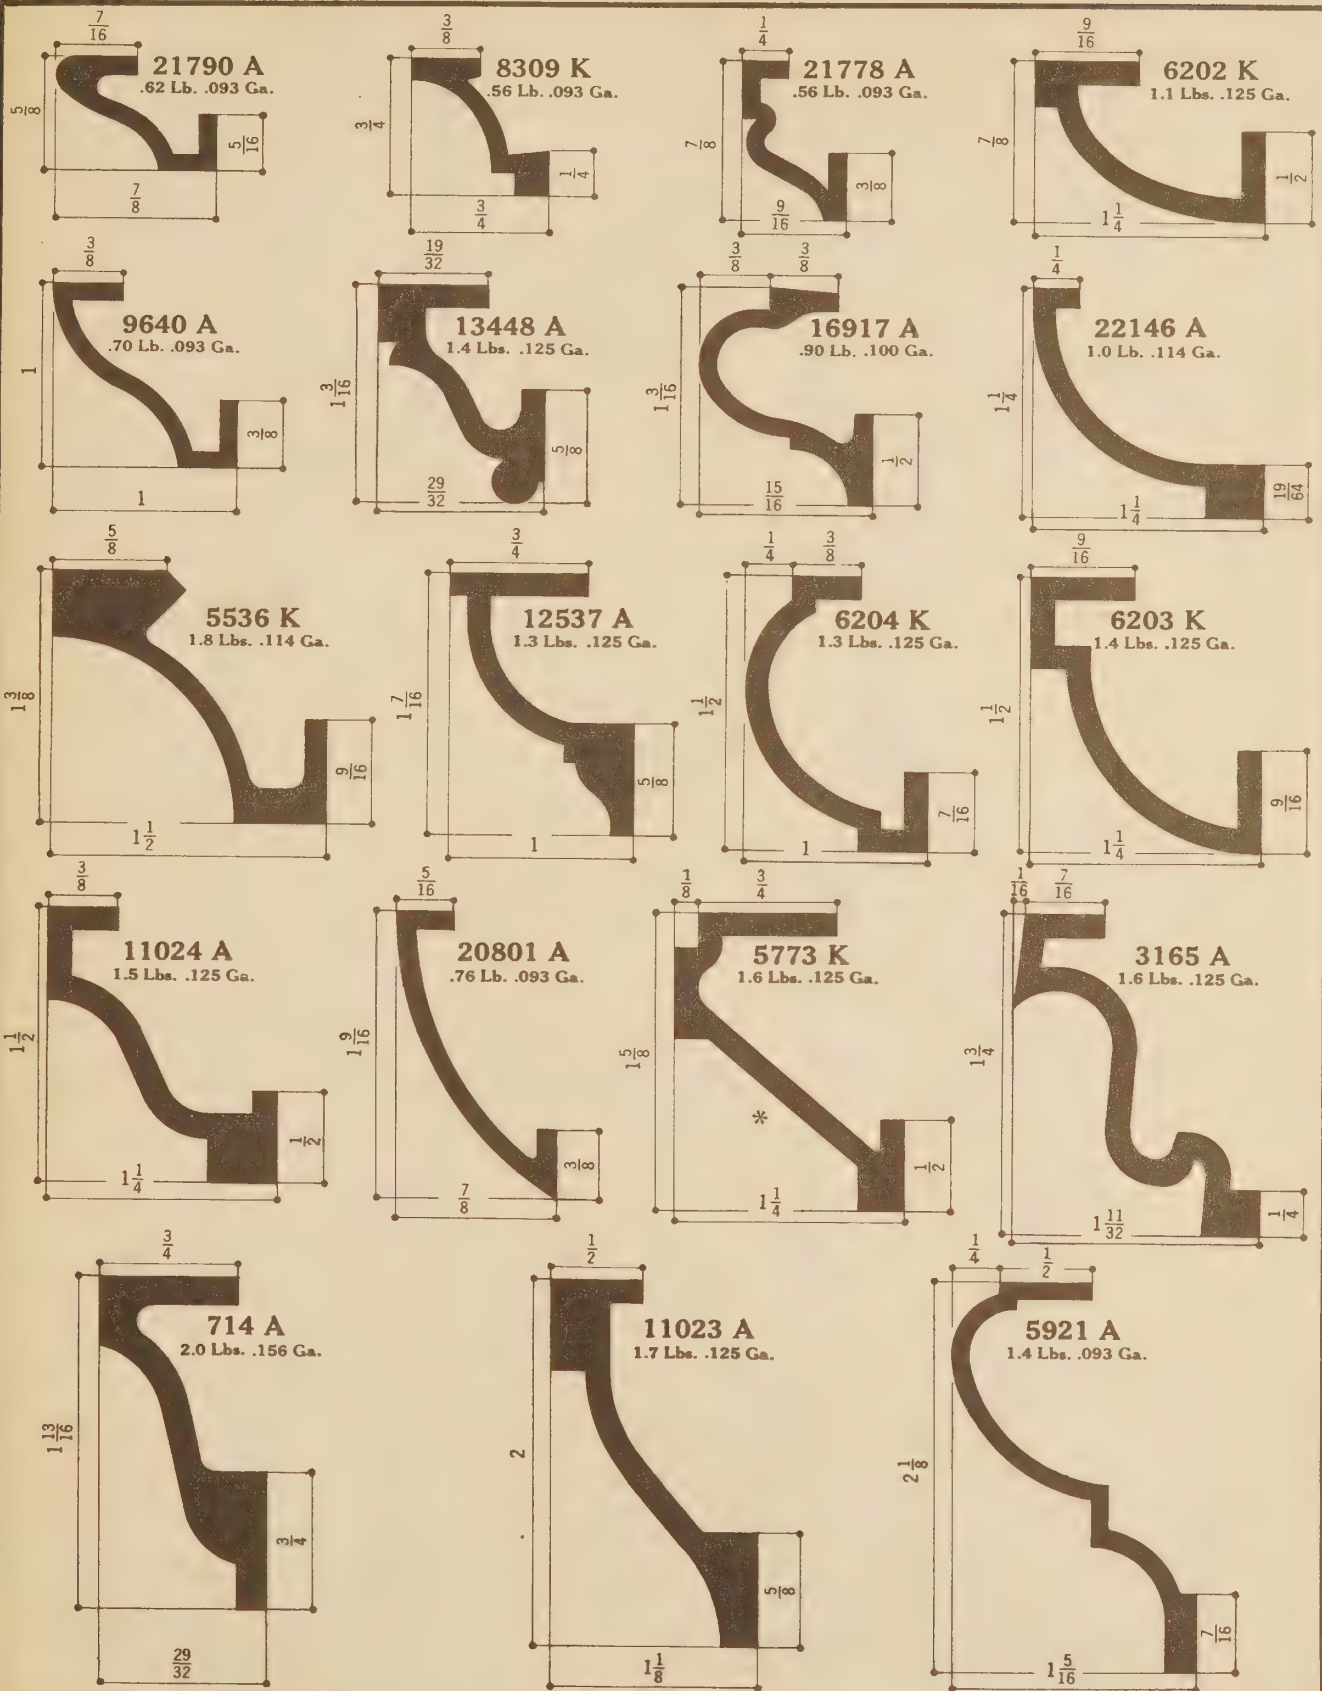 7/16
21790 A
.62 Lb. .093 Ga.
5/8
5/16
7/8
3/8
8309 K
.56 Lb. .093 Ga.
3/4
1/4
3/4
1/4
21778 A
.56 Lb. .093 Ga.
7/8
3/8
9/16
9/16
6202 K
1.1 Lbs. .125 Ga.
7/8
1/2
1 1/4
3/8
9640 A
.70 Lb. .093 Ga.
1
3/8
1
19/32
13448 A
1.4 Lbs. .125 Ga.
1 3/16
5/8
29/32
3/8 3/8
16917 A
.90 Lb. .100 Ga.
1 3/16
1/2
15/16
1/4
22146 A
1.0 Lb. .114 Ga.
1 1/4
19/64
1 1/4
5/8
5536 K
1.8 Lbs. .114 Ga.
1 3/8
9/16
1 1/2
3/4
12537 A
1.3 Lbs. .125 Ga.
1 7/16
5/8
1
1/4 3/8
6204 K
1.3 Lbs. .125 Ga.
1 1/2
7/16
1
9/16
6203 K
1.4 Lbs. .125 Ga.
1 1/2
9/16
1 1/4
3/8
11024 A
1.5 Lbs. .125 Ga.
1 1/2
1/2
1 1/4
5/16
20801 A
.76 Lb. .093 Ga.
1 9/16
3/8
7/8
1/8 3/4
5773 K
1.6 Lbs. .125 Ga.
1 5/8
*
1/2
1 1/4
1/16 7/16
3165 A
1.6 Lbs. .125 Ga.
1 3/4
1/4
1 11/32
3/4
714 A
2.0 Lbs. .156 Ga.
1 13/16
3/4
29/32
1/2
11023 A
1.7 Lbs. .125 Ga.
2
5/8
1 1/8
1/4 1/2
5921 A
1.4 Lbs. .093 Ga.
2 1/8
7/16
1 5/16